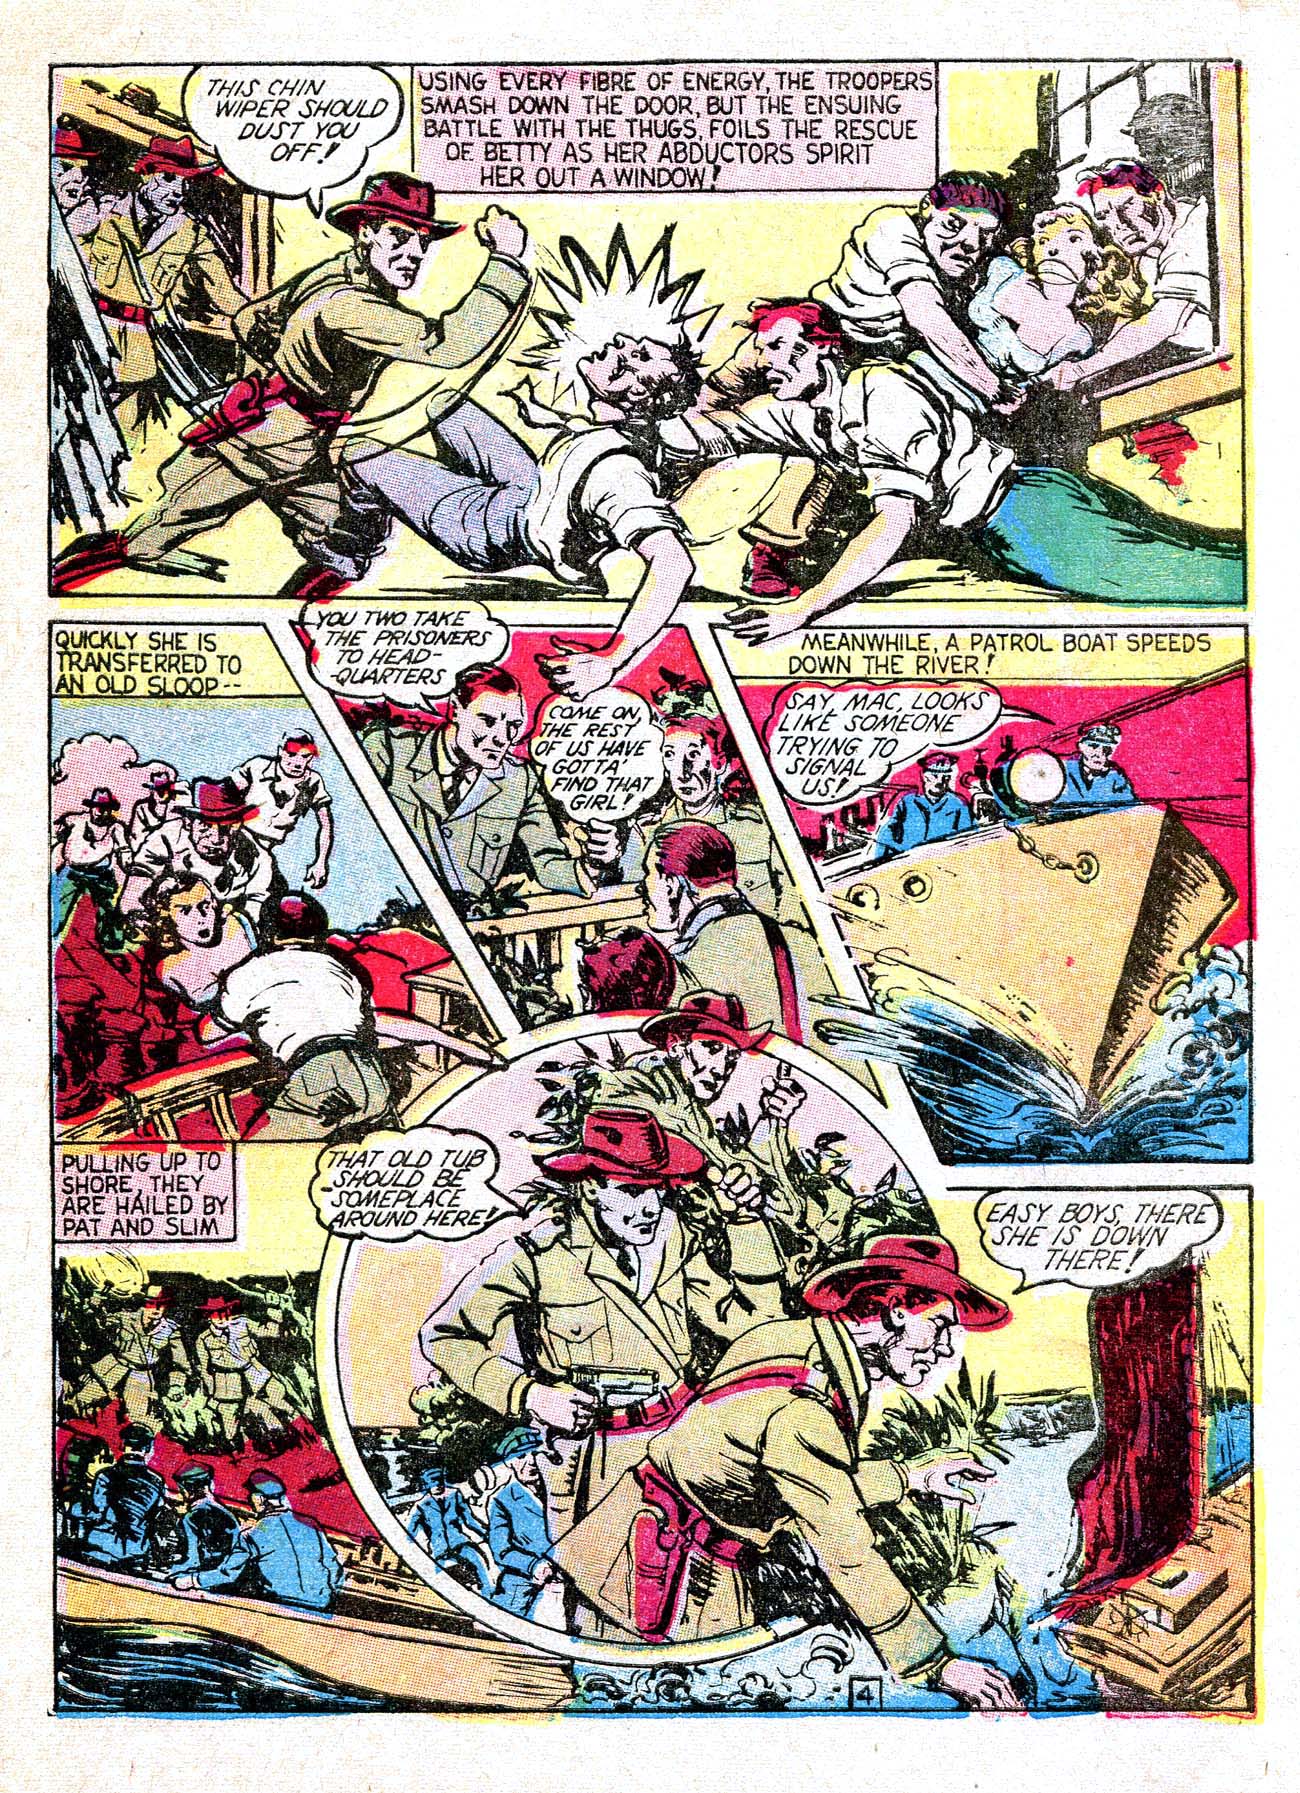 THIS CHIN
WIPER SHOULD
DUST YOU
OFF!
USING EVERY FIBRE OF ENERGY, THE TROOPERS
SMASH DOWN THE DOOR, BUT THE ENSUING
BATTLE WITH THE THUGS, FOILS THE RESCUE
OF BETTY AS HER ABDUCTORS SPIRIT
HER OUT A WINDOW!
QUICKLY SHE IS
TRANSFERRED TO
AN OLD SLOOP--
YOU TWO TAKE
THE PRISONERS
TO HEAD-
-QUARTERS
COME ON,
THE REST
OF US HAVE
GOTTA'
FIND THAT
GIRL!
MEANWHILE, A PATROL BOAT SPEEDS
DOWN THE RIVER!
SAY, MAC, LOOKS
LIKE SOMEONE
TRYING TO
SIGNAL
US!
PULLING UP TO
SHORE, THEY
ARE HAILED BY
PAT AND SLIM
THAT OLD TUB
SHOULD BE
SOMEPLACE
AROUND HERE!
EASY BOYS, THERE
SHE IS DOWN
THERE!
4